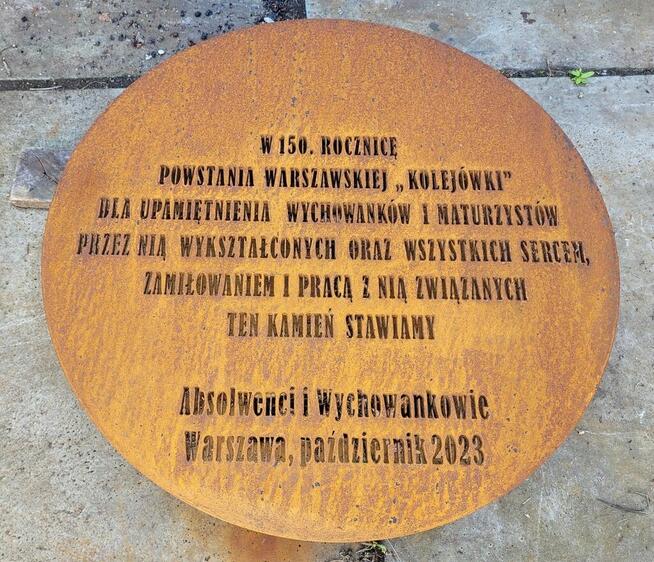 W 150. ROCZNICĘ
POWSTANIA WARSZAWSKIEJ „KOLEJÓWKI”
DLA UPAMIĘTNIENIA WYCHOWANKÓW I MATURZYSTÓW
PRZEZ NIĄ WYKSZTAŁCONYCH ORAZ WSZYSTKICH SERCEM,
ZAMIŁOWANIEM I PRACĄ Z NIĄ ZWIĄZANYCH
TEN KAMIEŃ STAWIAMY
Absolwenci i Wychowankowie
Warszawa, październik 2023